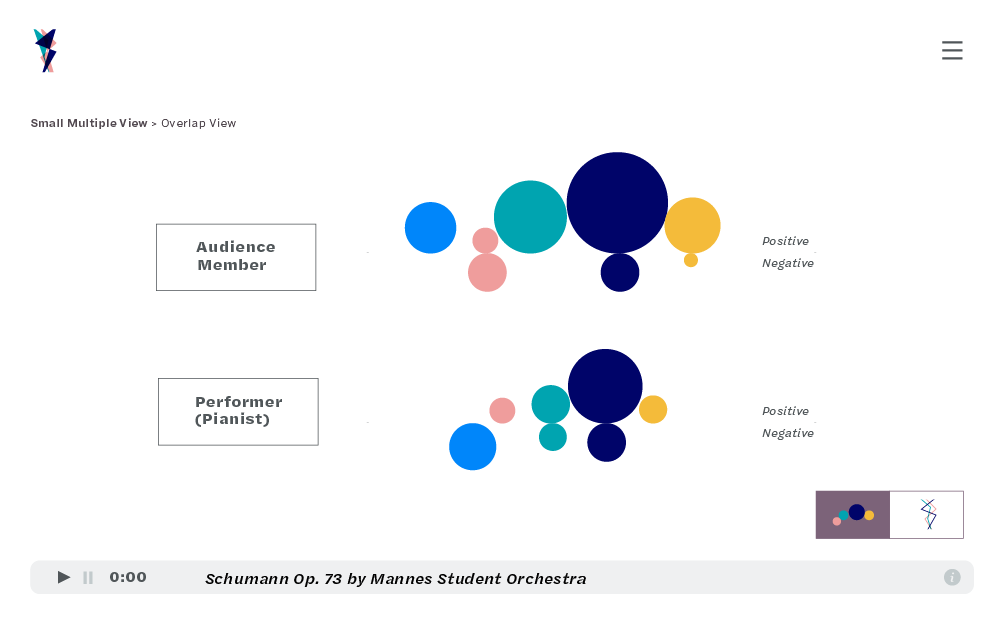 Small Multiple View > Overlap View
Audience
Member
Positive
Negative
Performer
(Pianist)
Positive
Negative
0:00
Schumann Op. 73 by Mannes Student Orchestra
i